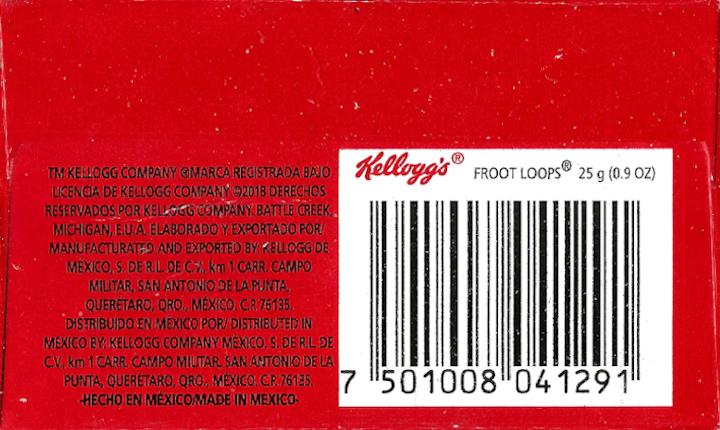 TM KELLOGG COMPANY ®MARCA REGISTRADA BAJO
LICENCIA DE KELLOGG COMPANY ©2018 DERECHOS
RESERVADOS POR KELLOGG COMPANY. BATTLE CREEK,
MICHIGAN, E.U.A. ELABORADO Y EXPORTADO POR/
MANUFACTURATED AND EXPORTED BY: KELLOGG DE
MÉXICO, S. DE R.L. DE C.V., km 1 CARR. CAMPO
MILITAR, SAN ANTONIO DE LA PUNTA,
QUERÉTARO, QRO., MÉXICO. C.P. 76135.
DISTRIBUIDO EN MÉXICO POR/ DISTRIBUTED IN
MEXICO BY: KELLOGG COMPANY MÉXICO, S. DE R.L. DE
C.V., km 1 CARR. CAMPO MILITAR. SAN ANTONIO DE LA
PUNTA, QUERÉTARO, QRO., MÉXICO. C.P. 76135.
-HECHO EN MÉXICO/MADE IN MEXICO-
Kellogg's® FROOT LOOPS® 25 g (0.9 OZ)
7 501008 041291